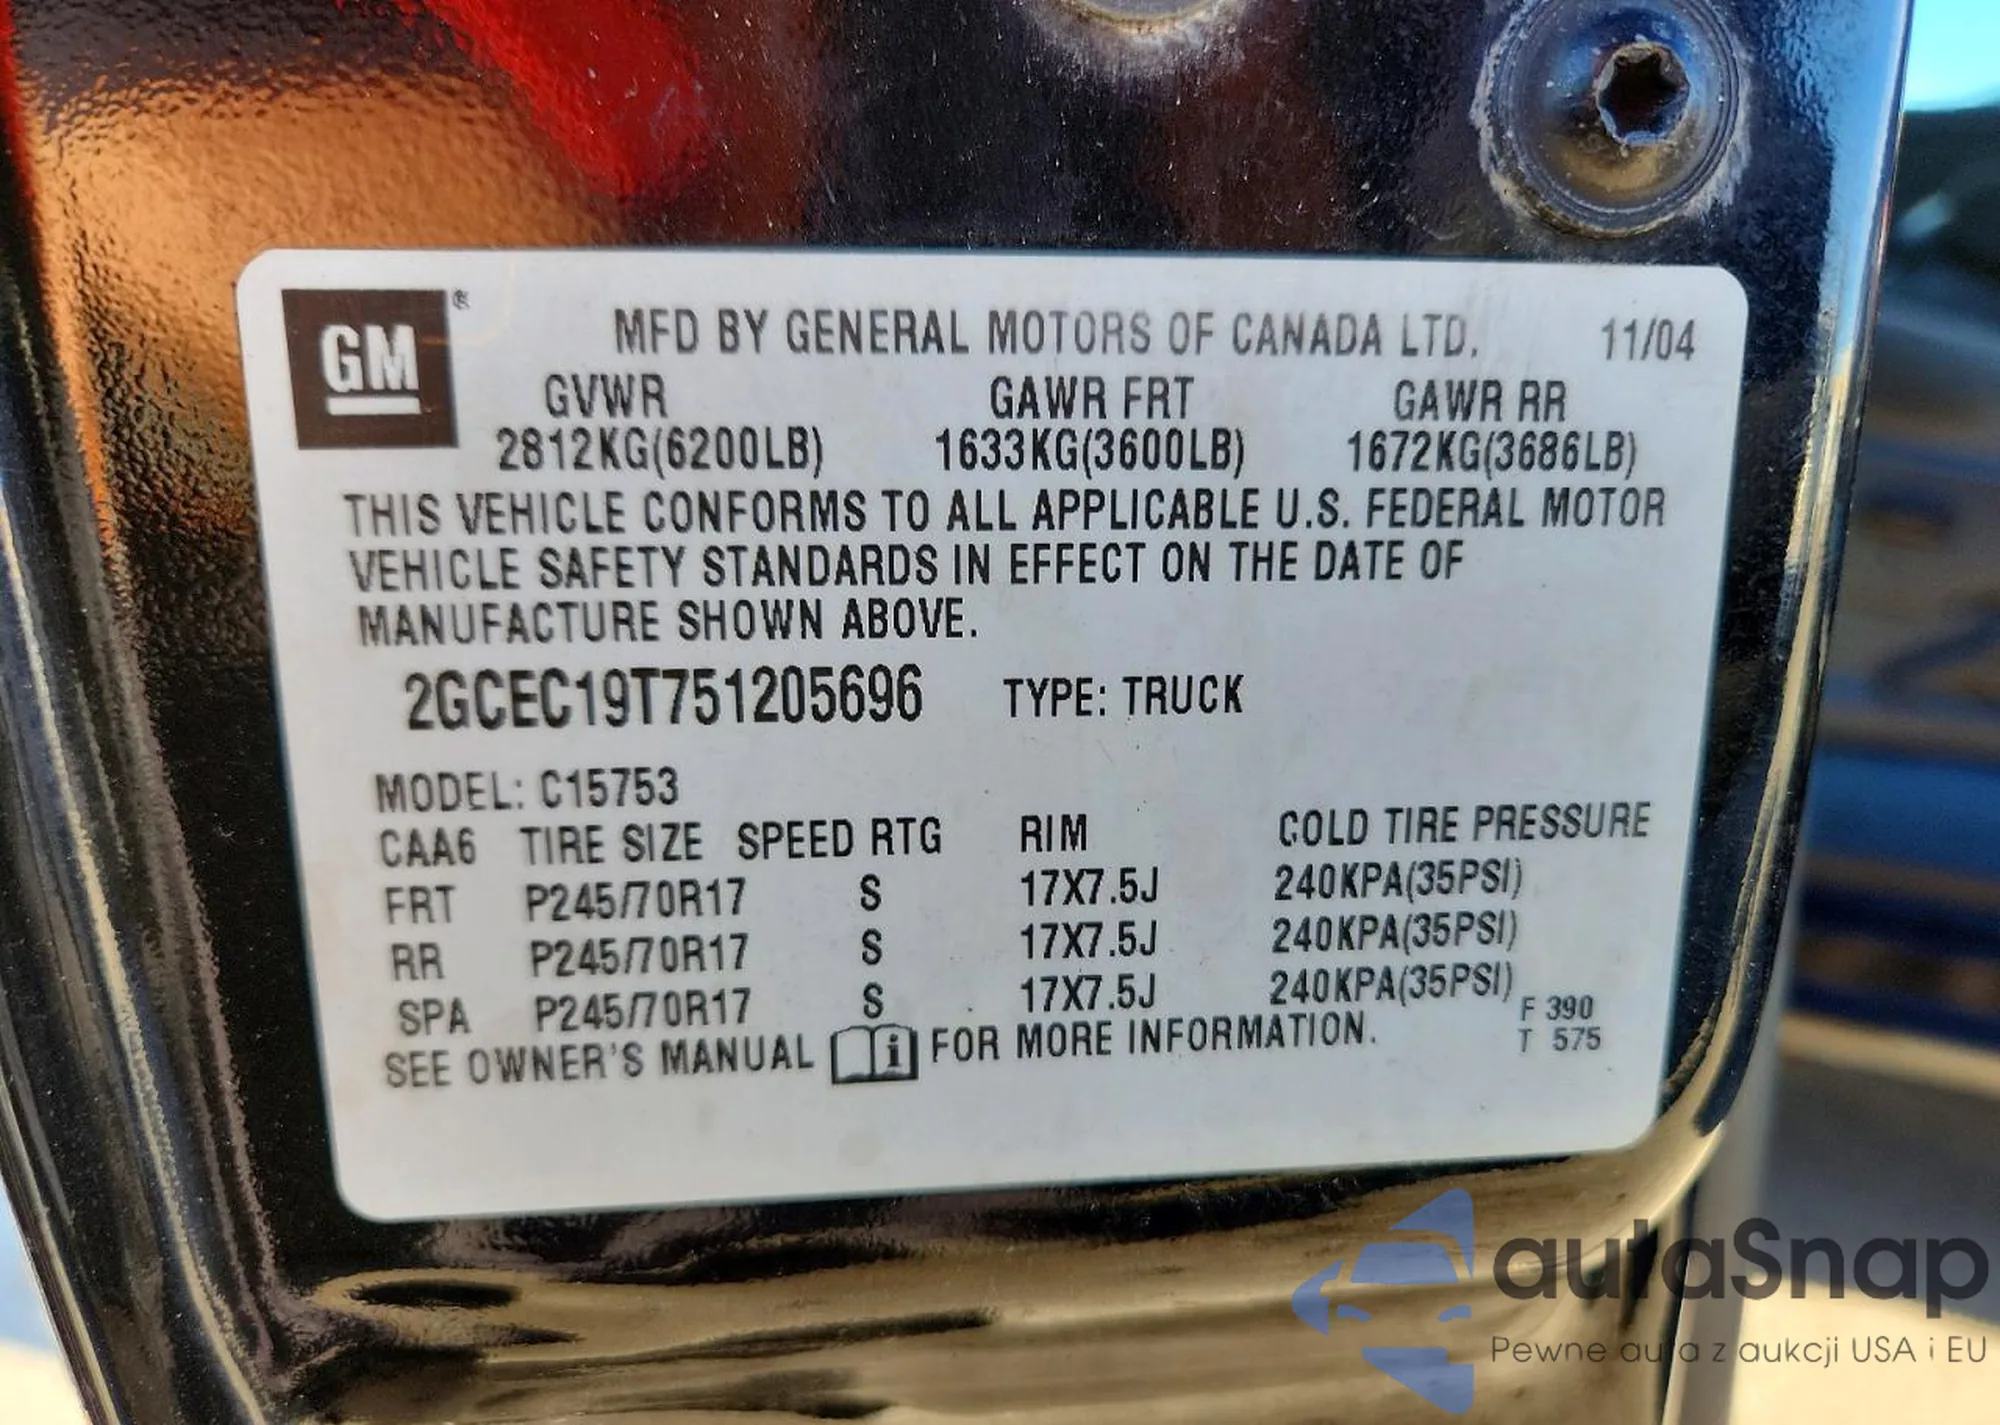 GM ®
MFD BY GENERAL MOTORS OF CANADA LTD. 11/04
GVWR GAWR FRT GAWR RR
2812KG(6200LB) 1633KG(3600LB) 1672KG(3686LB)
THIS VEHICLE CONFORMS TO ALL APPLICABLE U.S. FEDERAL MOTOR
VEHICLE SAFETY STANDARDS IN EFFECT ON THE DATE OF
MANUFACTURE SHOWN ABOVE.
2GCEC19T751205696 TYPE: TRUCK
MODEL: C15753
CAA6 TIRE SIZE SPEED RTG RIM COLD TIRE PRESSURE
FRT P245/70R17 S 17X7.5J 240KPA(35PSI)
RR P245/70R17 S 17X7.5J 240KPA(35PSI)
SPA P245/70R17 S 17X7.5J 240KPA(35PSI)
F 390
T 575
SEE OWNER'S MANUAL i FOR MORE INFORMATION.
autaSnap
Pewne auta z aukcji USA i EU